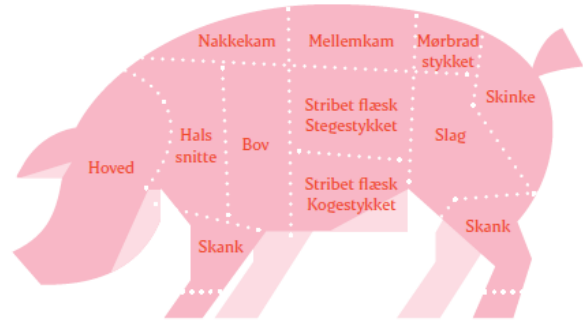 Nakkekam
Mellemkam
Mørbrad
stykket
Skinke
Hoved
Hals
snitte
Bov
Stribet flæsk
Stegestykket
Slag
Stribet flæsk
Kogestykket
Skank
Skank